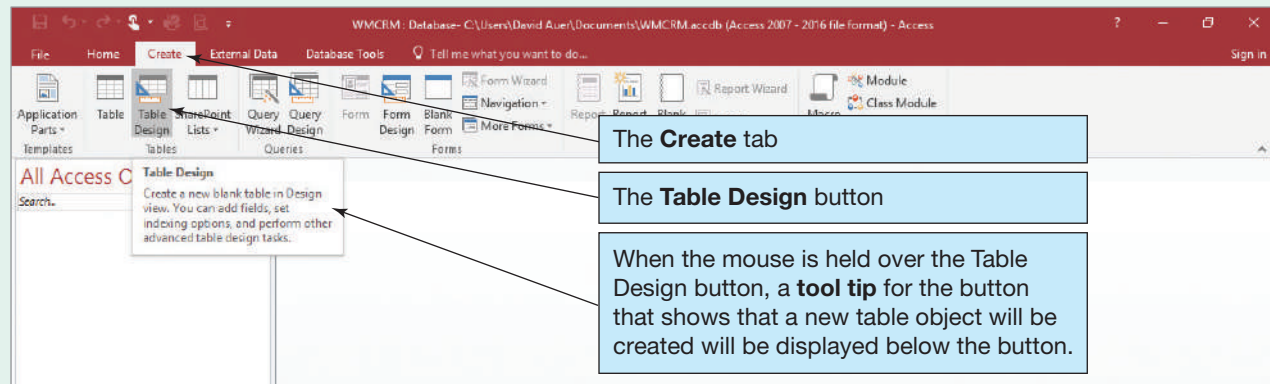 WMCRM : Database- C:\Users\David Auer\Documents\WMCRM.accdb (Access 2007 - 2016 file format) - Access
?
File Home Create External Data Database Tools Tell me what you want to do...
Sign in
Application Parts
Table
Table Design
SharePoint Lists
Query Wizard
Query Design
Form
Form Design
Blank Form
Form Wizard
Navigation
More Forms
Report
Report
Blank
Report Wizard
Macro
Module
Class Module
Templates
Tables
Queries
Forms
All Access O
Search...
Table Design
Create a new blank table in Design
view. You can add fields, set
indexing options, and perform other
advanced table design tasks.
The Create tab
The Table Design button
When the mouse is held over the Table
Design button, a tool tip for the button
that shows that a new table object will be
created will be displayed below the button.